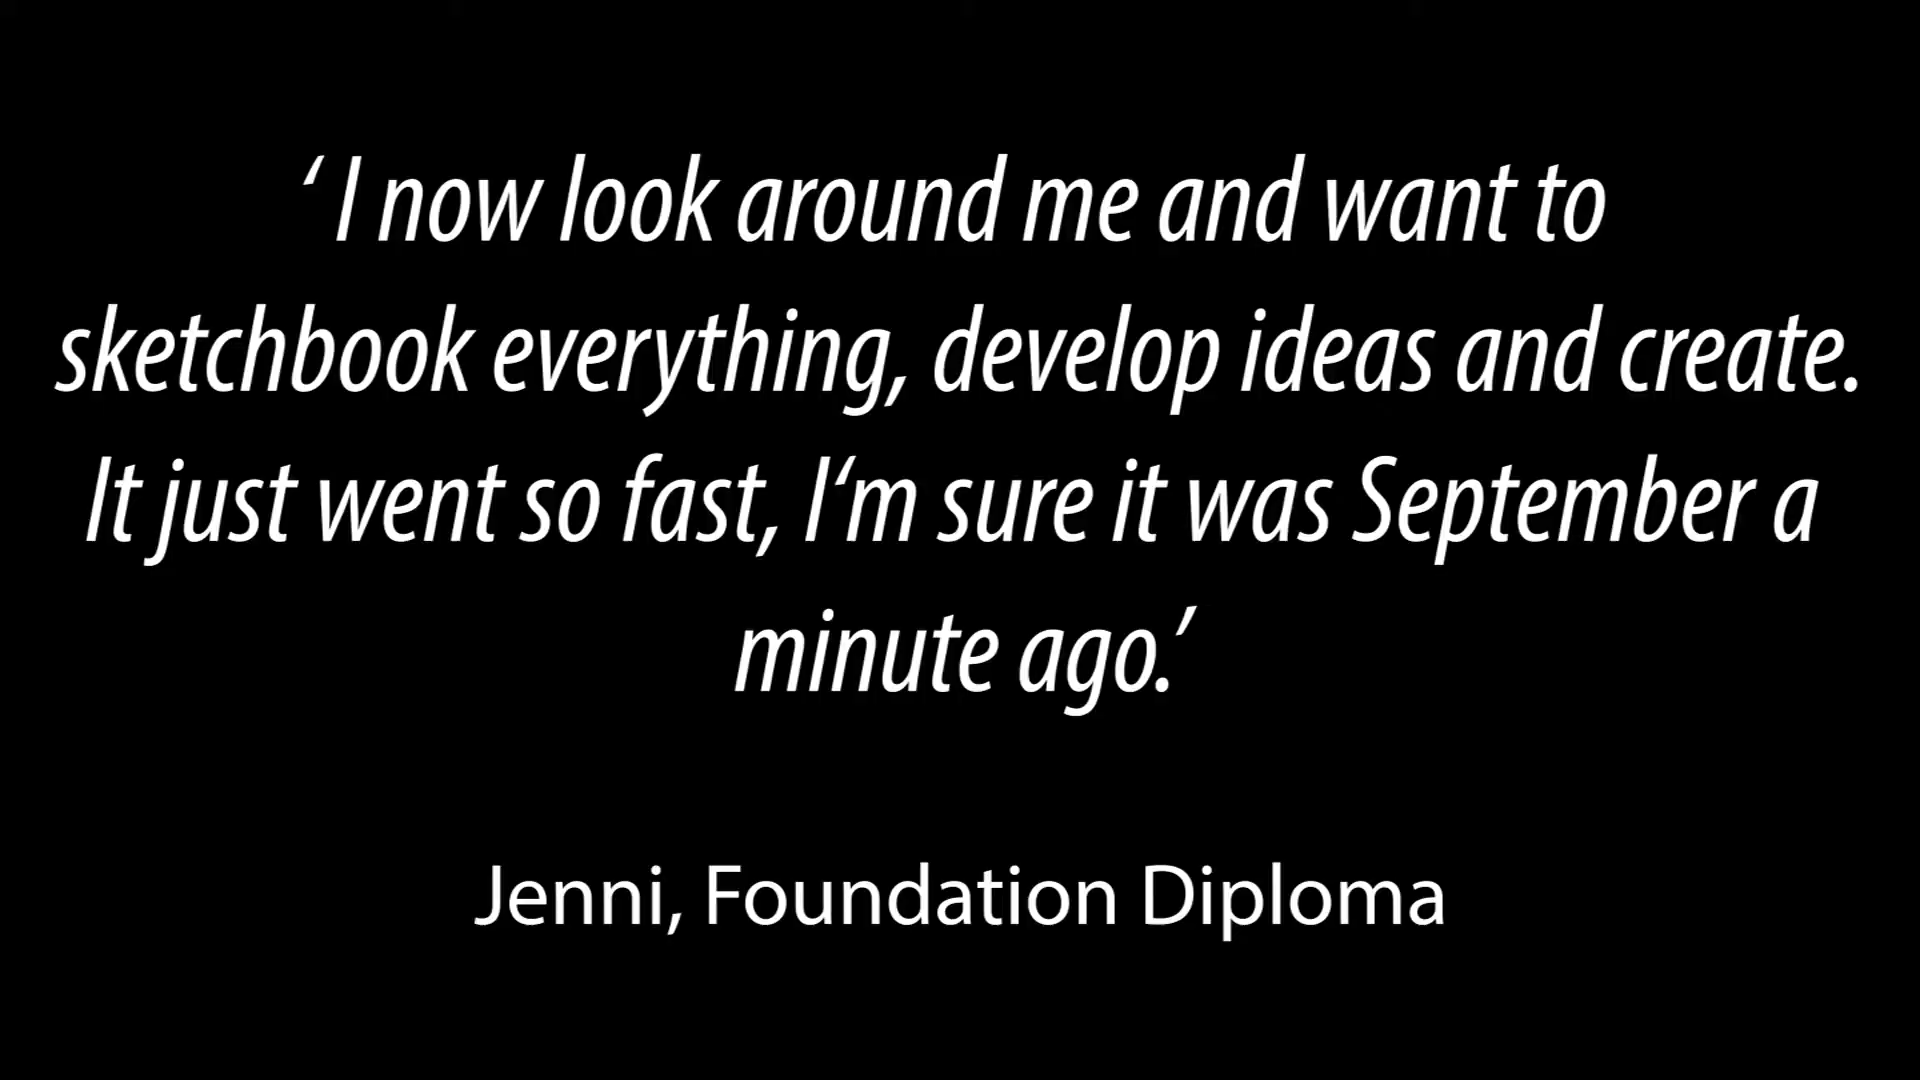 ‘ I now look around me and want to
sketchbook everything, develop ideas and create.
It just went so fast, I‘m sure it was September a
minute ago.’
Jenni, Foundation Diploma